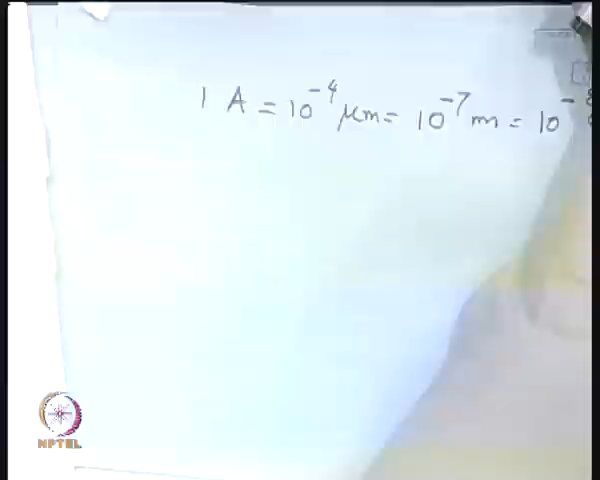 1 A = 10⁻⁴ μm = 10⁻⁷ m = 10⁻⁸
NPTEL